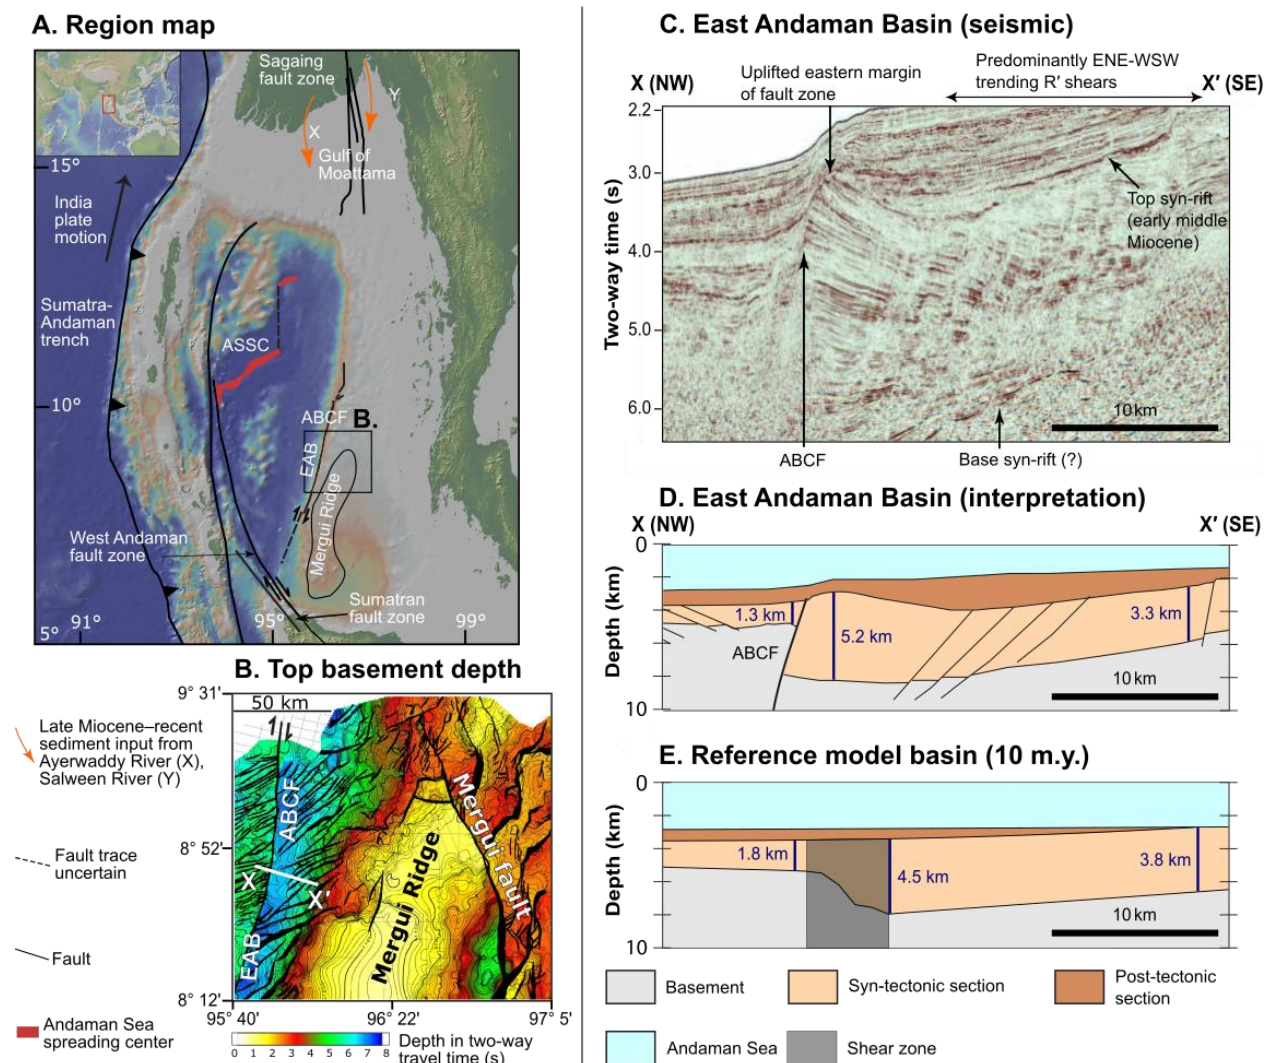 A. Region map
Sagaing
fault zone
Y
X
Gulf of
Moattama
15°
India
plate
motion
Sumatra-
Andaman
trench
ASSC
10°
ABCF
B.
EAB
Mergui Ridge
West Andaman
fault zone
Sumatran
fault zone
5°
91°
95°
99°
B. Top basement depth
9° 31'
50 km
ABCF
Mergui fault
8° 52'
X
X'
Mergui Ridge
EAB
8° 12'
95° 40'
96° 22'
97° 5'
0 1 2 3 4 5 6 7 8
Depth in two-way
travel time (s)
Late Miocene–recent
sediment input from
Ayerwaddy River (X),
Salween River (Y)
Fault trace
uncertain
Fault
Andaman Sea
spreading center
C. East Andaman Basin (seismic)
X (NW)
Uplifted eastern margin
of fault zone
Predominantly ENE-WSW
trending R' shears
X' (SE)
2.2
3.0
4.0
5.0
6.0
Two-way time (s)
Top syn-rift
(early middle
Miocene)
10 km
ABCF
Base syn-rift (?)
D. East Andaman Basin (interpretation)
X (NW)
X' (SE)
0
10
Depth (km)
1.3 km
5.2 km
3.3 km
ABCF
10 km
E. Reference model basin (10 m.y.)
0
10
Depth (km)
1.8 km
4.5 km
3.8 km
10 km
Basement
Syn-tectonic section
Post-tectonic
section
Andaman Sea
Shear zone